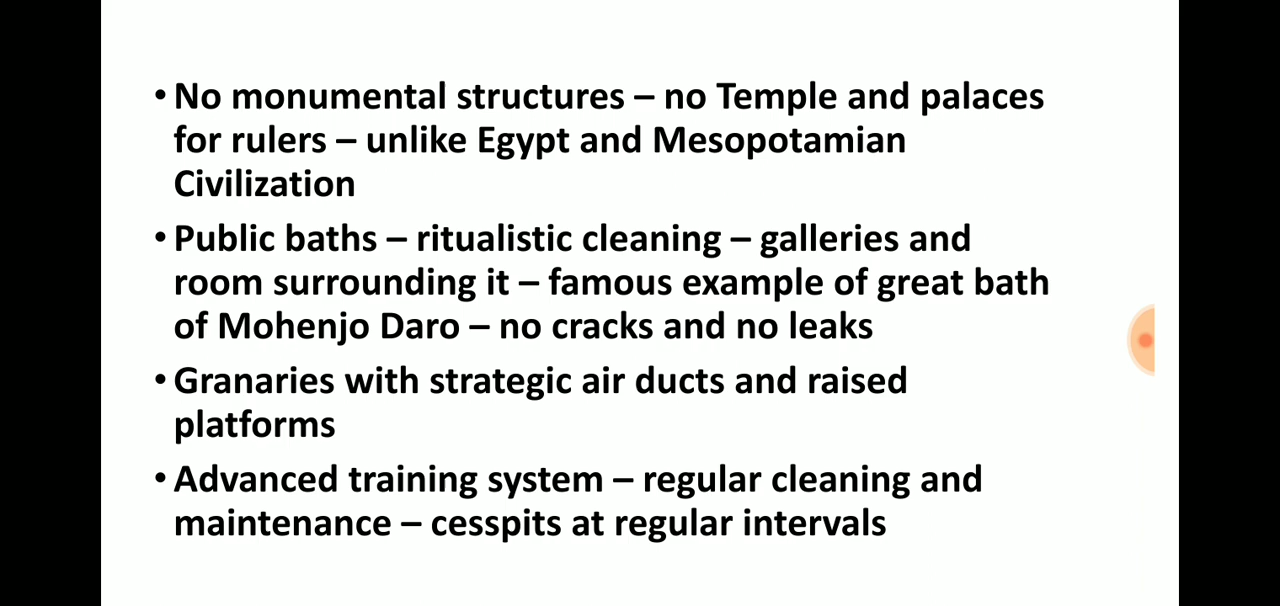 • No monumental structures – no Temple and palaces
for rulers – unlike Egypt and Mesopotamian
Civilization
• Public baths – ritualistic cleaning – galleries and
room surrounding it – famous example of great bath
of Mohenjo Daro – no cracks and no leaks
• Granaries with strategic air ducts and raised
platforms
• Advanced training system – regular cleaning and
maintenance – cesspits at regular intervals